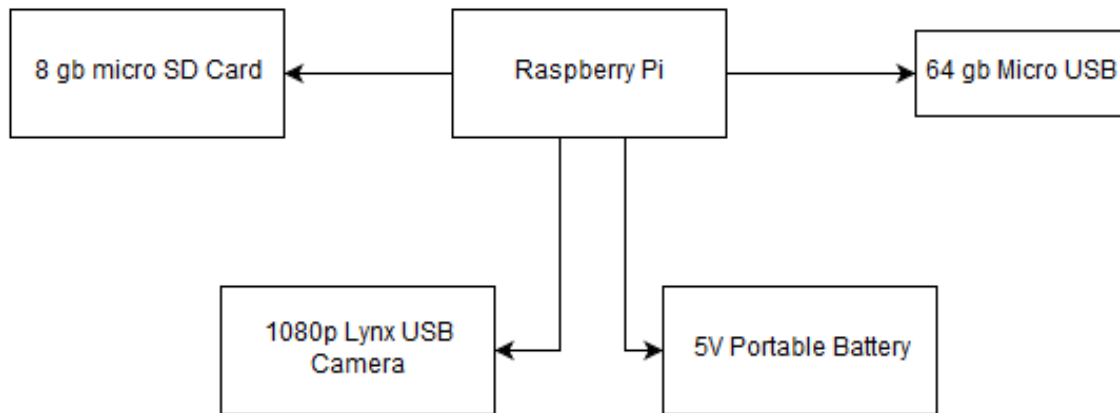 8 gb micro SD Card
Raspberry Pi
64 gb Micro USB
1080p Lynx USB
Camera
5V Portable Battery